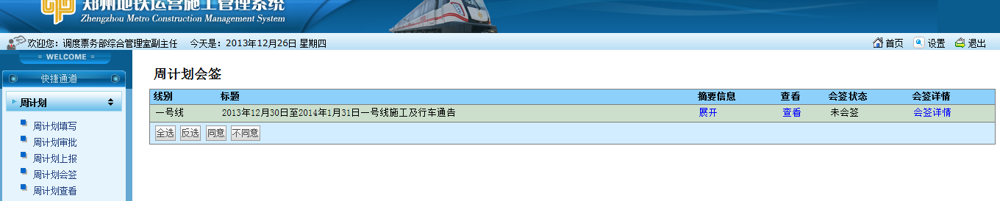 郑州地铁运营施工管理系统
Zhengzhou Metro Construction Management System
欢迎您：调度票务部综合管理室副主任 今天是：2013年12月26日 星期四 首页 设置 退出
= WELCOME =
快捷通道
周计划
周计划填写
周计划审批
周计划上报
周计划会签
周计划查看
周计划会签
线别 标题 摘要信息 查看 会签状态 会签详情
一号线 2013年12月30日至2014年1月31日一号线施工及行车通告 展开 查看 未会签 会签详情
全选 反选 同意 不同意